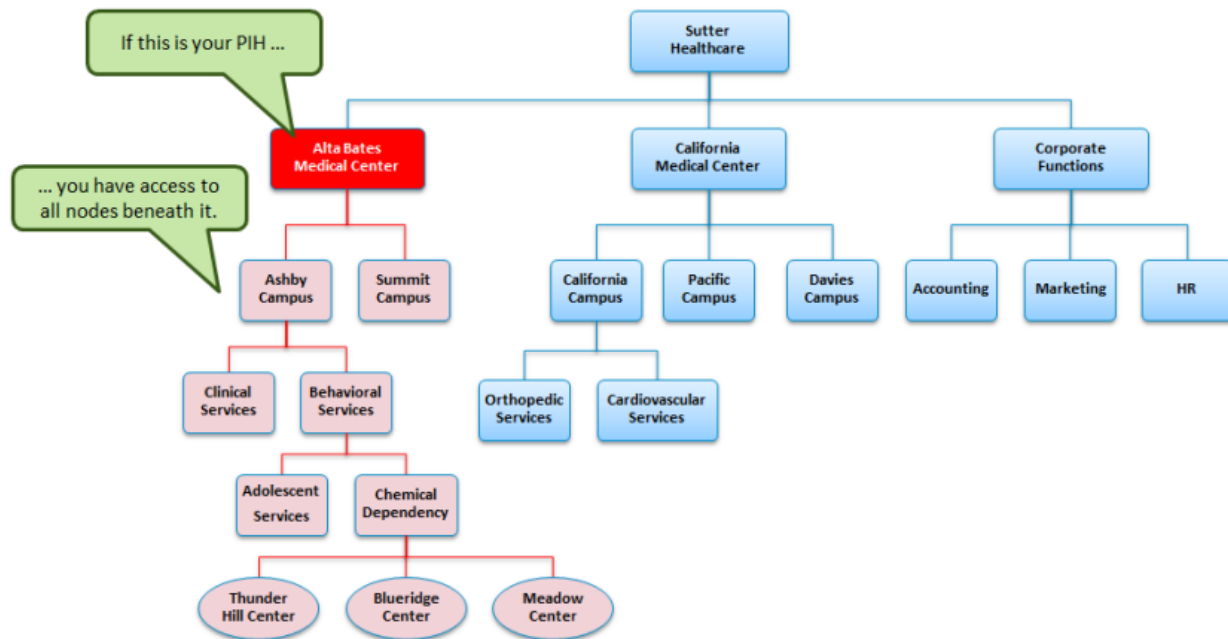 If this is your PIH ...
Sutter
Healthcare
Alta Bates
Medical Center
California
Medical Center
Corporate
Functions
... you have access to
all nodes beneath it.
Ashby
Campus
Summit
Campus
California
Campus
Pacific
Campus
Davies
Campus
Accounting
Marketing
HR
Clinical
Services
Behavioral
Services
Orthopedic
Services
Cardiovascular
Services
Adolescent
Services
Chemical
Dependency
Thunder
Hill Center
Blueridge
Center
Meadow
Center